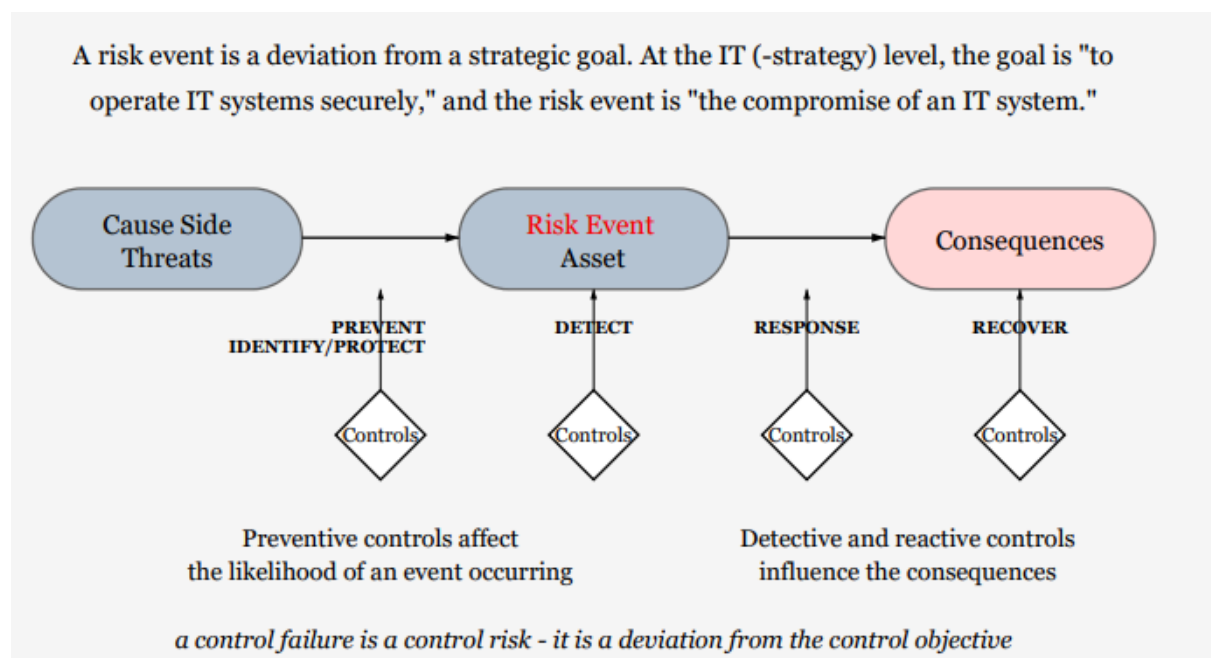 A risk event is a deviation from a strategic goal. At the IT (-strategy) level, the goal is "to
operate IT systems securely," and the risk event is "the compromise of an IT system."
Cause Side
Threats
Risk Event
Asset
Consequences
PREVENT
IDENTIFY/PROTECT
DETECT
RESPONSE
RECOVER
Controls
Controls
Controls
Controls
Preventive controls affect
the likelihood of an event occurring
Detective and reactive controls
influence the consequences
a control failure is a control risk - it is a deviation from the control objective